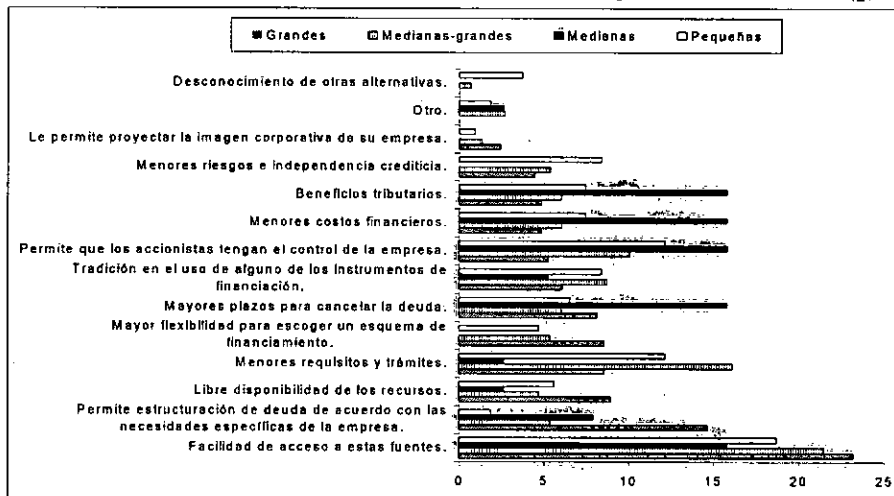 Grandes Medianas-grandes Medianas Pequeñas
Desconocimiento de otras alternativas.
Otro.
Le permite proyectar la imagen corporativa de su empresa.
Menores riesgos e independencia crediticia.
Beneficios tributarios.
Menores costos financieros.
Permite que los accionistas tengan el control de la empresa.
Tradición en el uso de alguno de los instrumentos de
financiación.
Mayores plazos para cancelar la deuda.
Mayor flexibilidad para escoger un esquema de
financiamiento.
Menores requisitos y trámites.
Libre disponibilidad de los recursos.
Permite estructuración de deuda de acuerdo con las
necesidades específicas de la empresa.
Facilidad de acceso a estas fuentes.
0 5 10 15 20 25